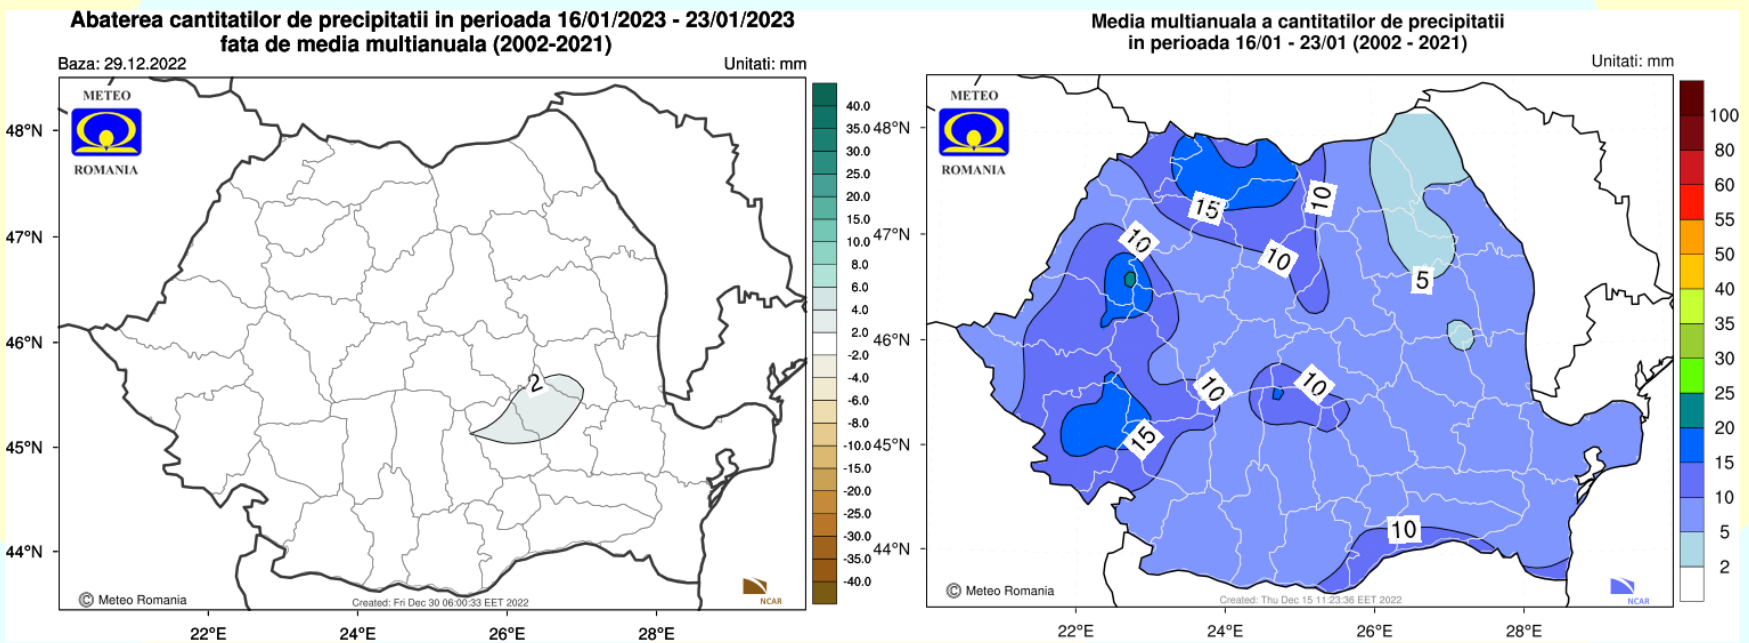 Abaterea cantitatilor de precipitatii in perioada 16/01/2023 - 23/01/2023
fata de media multianuala (2002-2021)
Baza: 29.12.2022
Unitati: mm
METEO
ROMANIA
48°N
47°N
46°N
45°N
44°N
2
40.0
35.0
30.0
25.0
20.0
15.0
10.0
8.0
6.0
4.0
2.0
-2.0
-4.0
-6.0
-8.0
-10.0
-15.0
-20.0
-25.0
-30.0
-35.0
-40.0
© Meteo Romania
Created: Fri Dec 30 06:00:33 EET 2022
NCAR
22°E
24°E
26°E
28°E
Media multianuala a cantitatilor de precipitatii
in perioada 16/01 - 23/01 (2002 - 2021)
Unitati: mm
METEO
ROMANIA
48°N
47°N
46°N
45°N
44°N
15
10
10
10
5
10
10
15
10
100
80
60
55
50
40
35
30
25
20
15
10
5
2
© Meteo Romania
Created: Thu Dec 15 11:23:36 EET 2022
NCAR
22°E
24°E
26°E
28°E